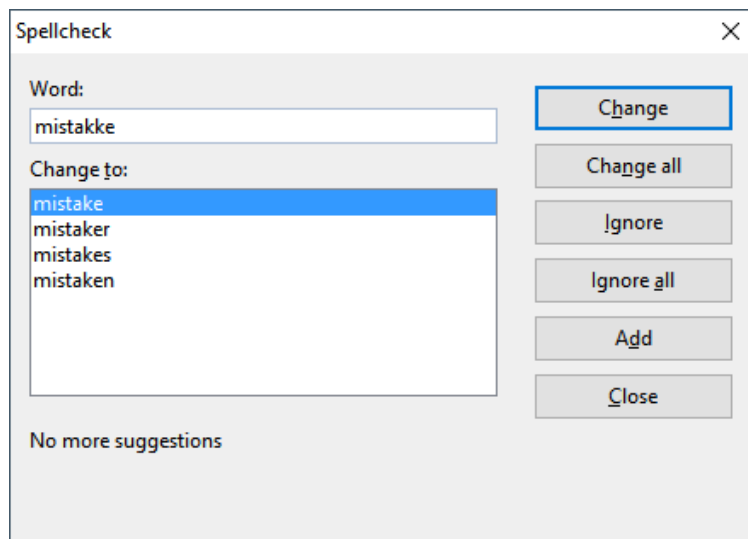 Spellcheck
Word:
mistakke
Change to:
mistake
mistaker
mistakes
mistaken
No more suggestions
Change
Change all
Ignore
Ignore all
Add
Close